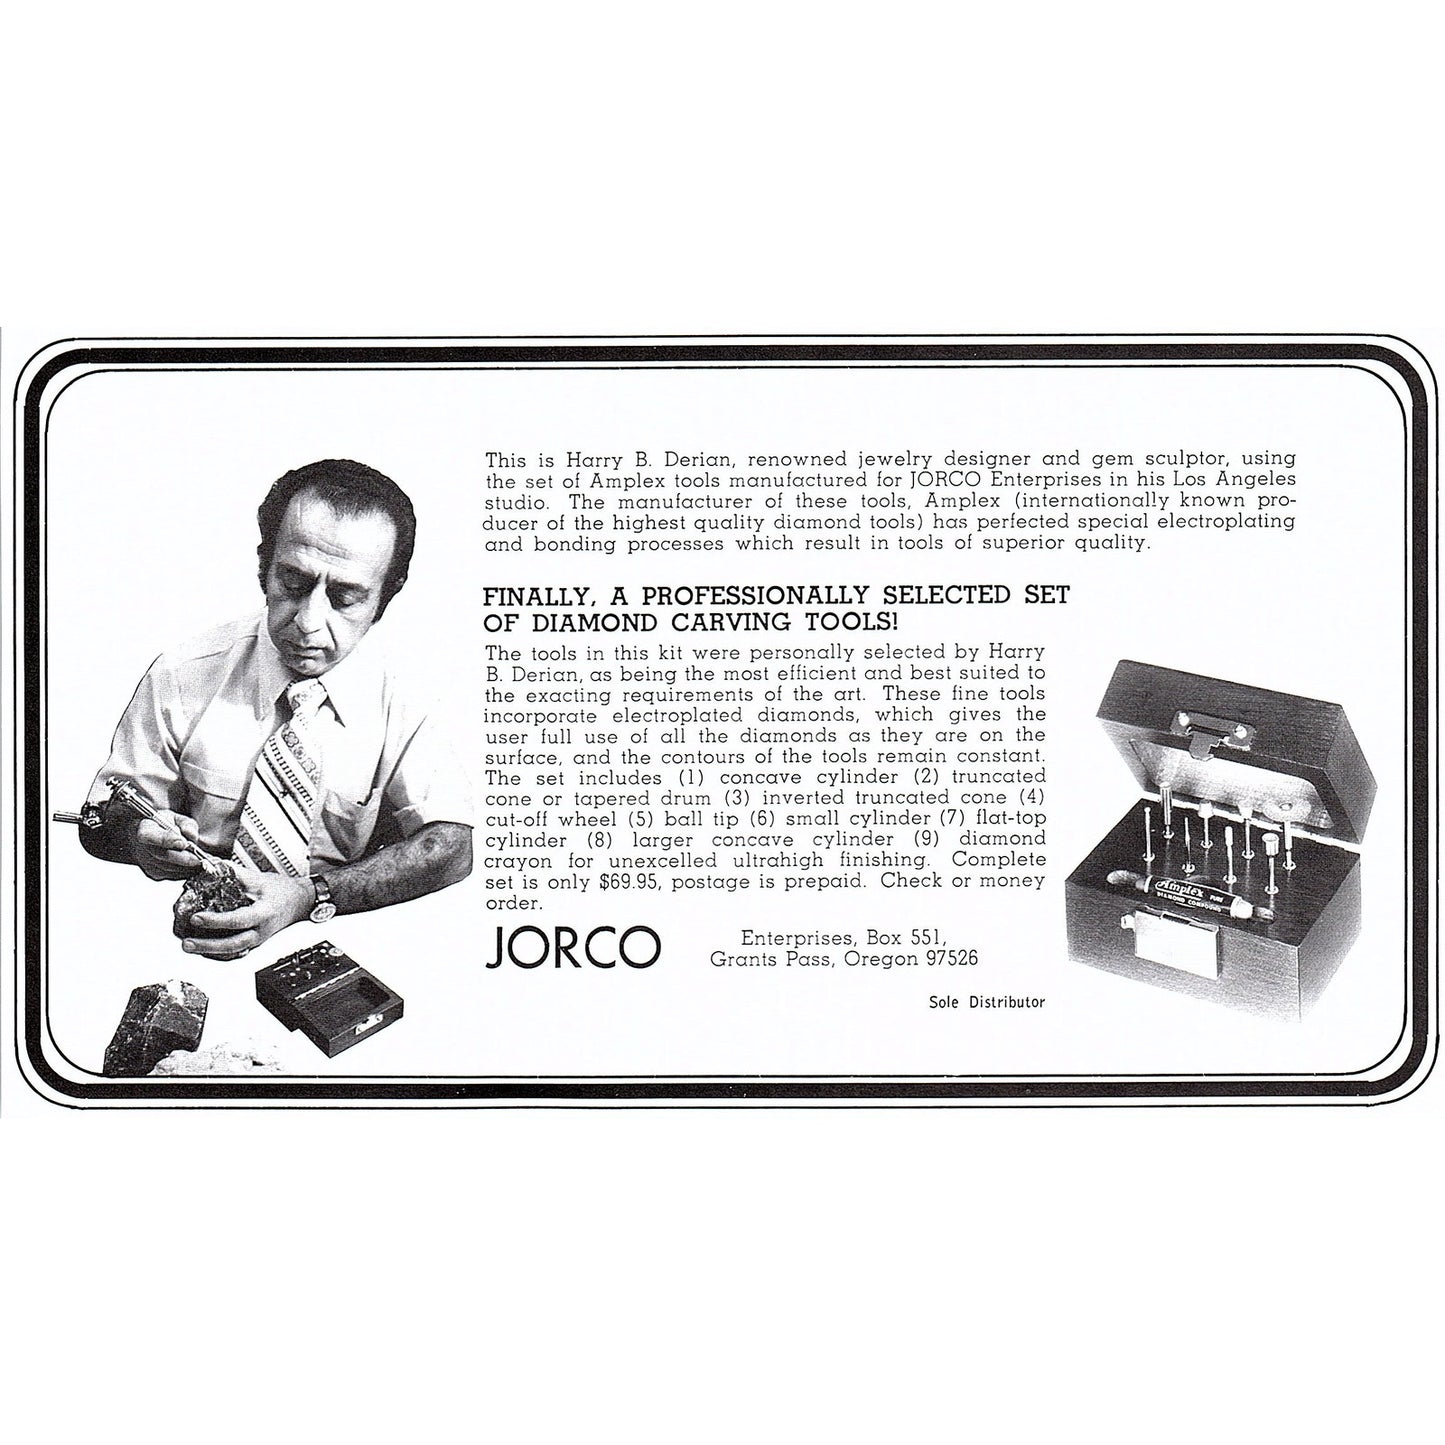 This is Harry B. Derian, renowned jewelry designer and gem sculptor, using
the set of Amplex tools manufactured for JORCO Enterprises in his Los Angeles
studio. The manufacturer of these tools, Amplex (internationally known pro-
ducer of the highest quality diamond tools) has perfected special electroplating
and bonding processes which result in tools of superior quality.
FINALLY, A PROFESSIONALLY SELECTED SET
OF DIAMOND CARVING TOOLS!
The tools in this kit were personally selected by Harry
B. Derian, as being the most efficient and best suited to
the exacting requirements of the art. These fine tools
incorporate electroplated diamonds, which gives the
user full use of all the diamonds as they are on the
surface, and the contours of the tools remain constant.
The set includes (1) concave cylinder (2) truncated
cone or tapered drum (3) inverted truncated cone (4)
cut-off wheel (5) ball tip (6) small cylinder (7) flat-top
cylinder (8) larger concave cylinder (9) diamond
crayon for unexcelled ultrahigh finishing. Complete
set is only $69.95, postage is prepaid. Check or money
order.
JORCO
Enterprises, Box 551,
Grants Pass, Oregon 97526
Sole Distributor
Amplex
DIAMOND COMPOUND